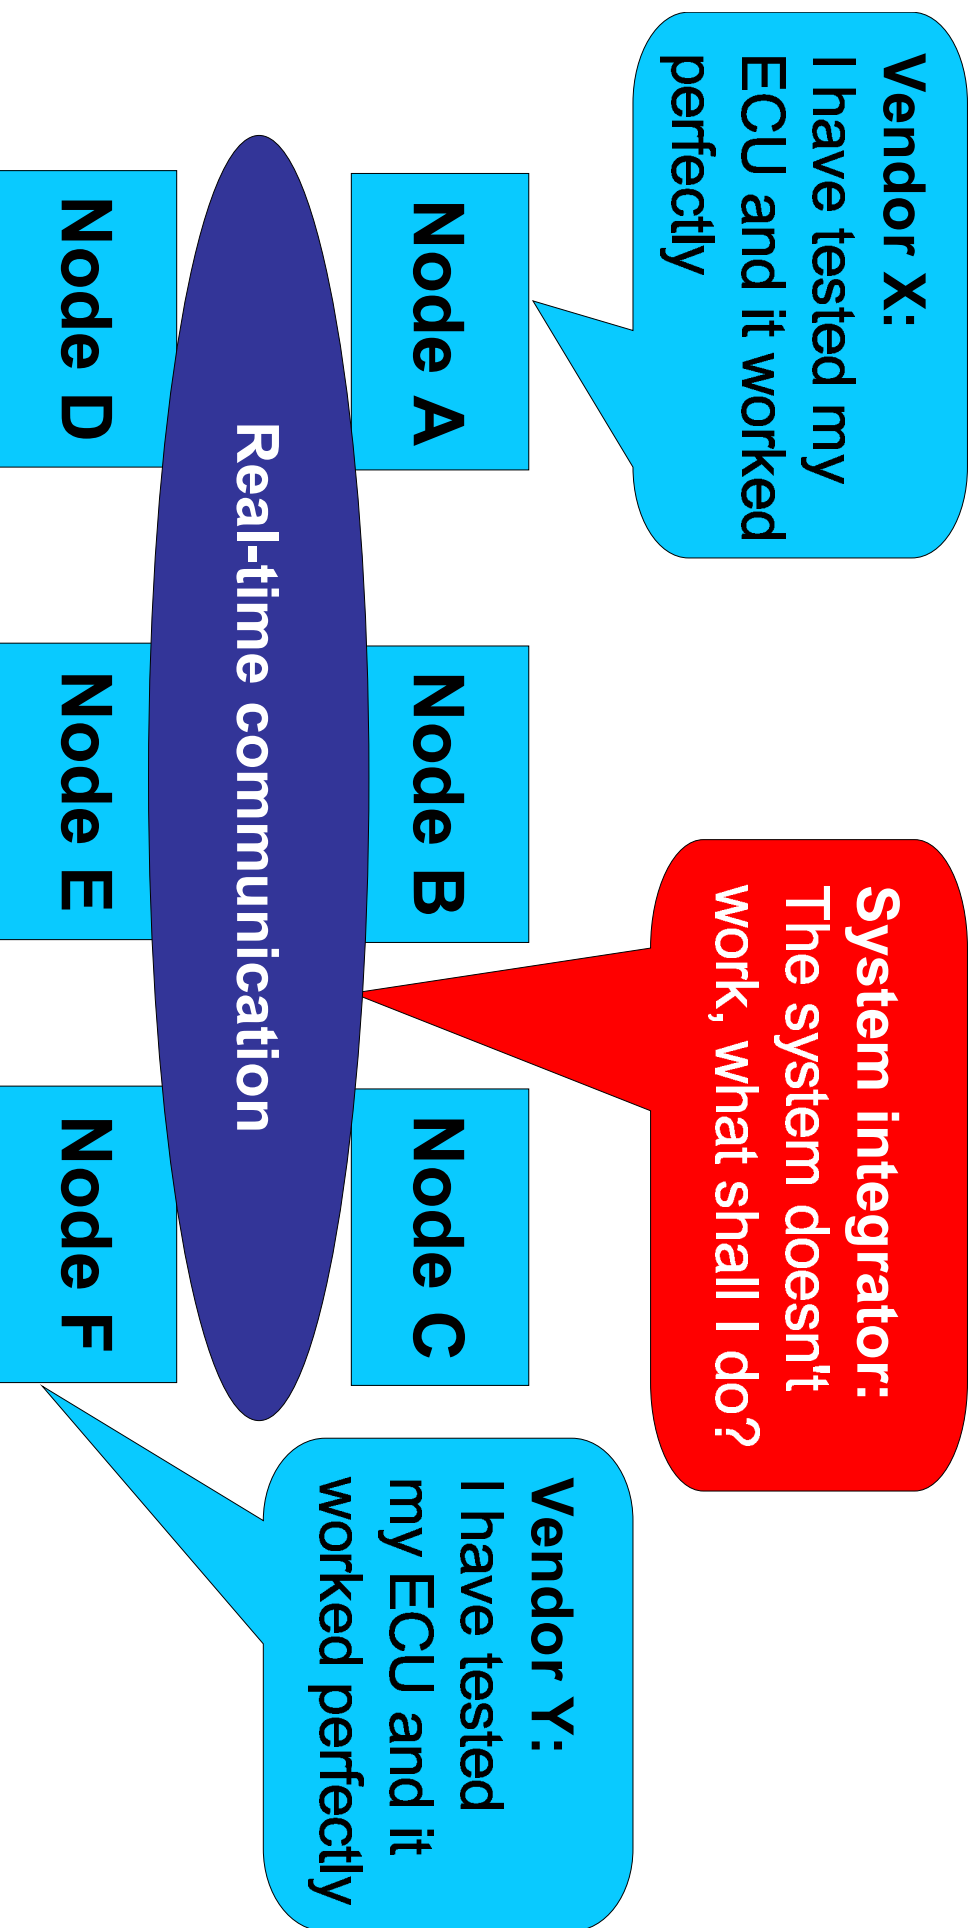 Vendor X:
I have tested my
ECU and it worked
perfectly
System integrator:
The system doesn't
work, what shall I do?
Node A
Node B
Node C
Real-time communication
Vendor Y:
I have tested
my ECU and it
worked perfectly
Node D
Node E
Node F